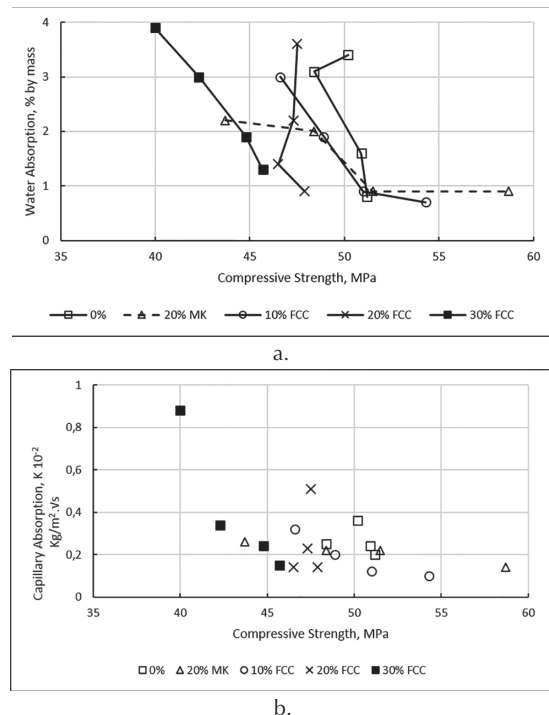 4
3
2
1
0
Water Absorption, % by mass
35 40 45 50 55 60
Compressive Strength, MPa
0% 20% MK 10% FCC 20% FCC 30% FCC
a.
1
0,8
0,6
0,4
0,2
0
Capillary Absorption, K 10-2
Kg/m².√s
35 40 45 50 55 60
Compressive Strength, MPa
0% 20% MK 10% FCC 20% FCC 30% FCC
b.